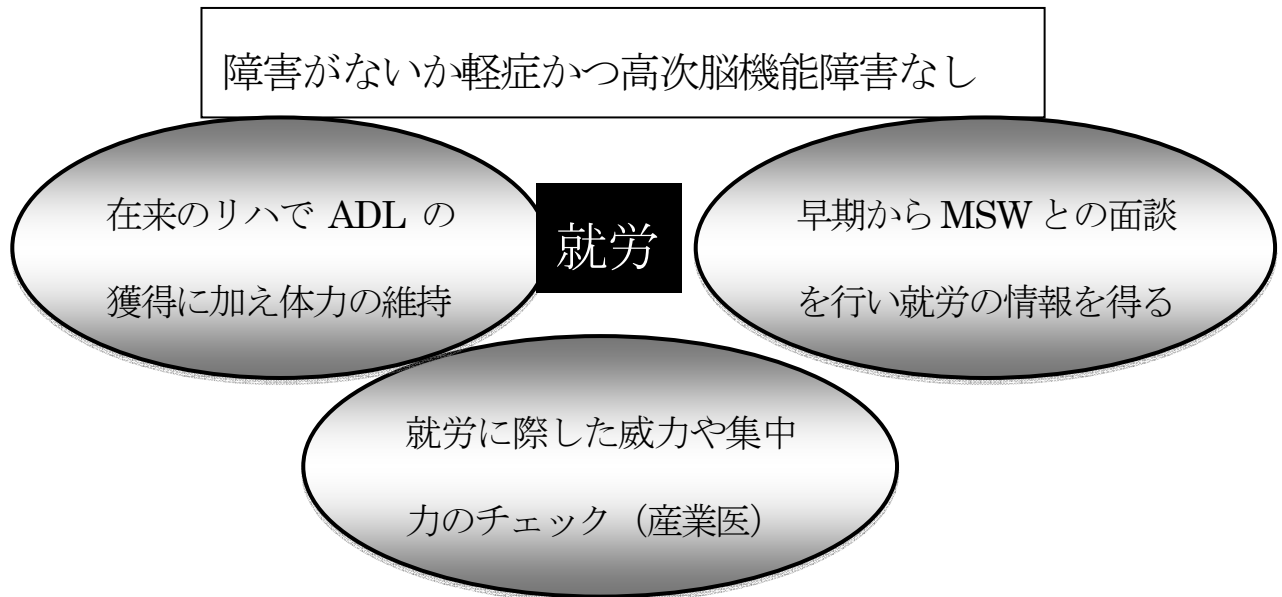 障害がないか軽症かつ高次脳機能障害なし
在来のリハで ADL の
獲得に加え体力の維持
就労
早期から MSW との面談
を行い就労の情報を得る
就労に際した威力や集中
力のチェック（産業医）